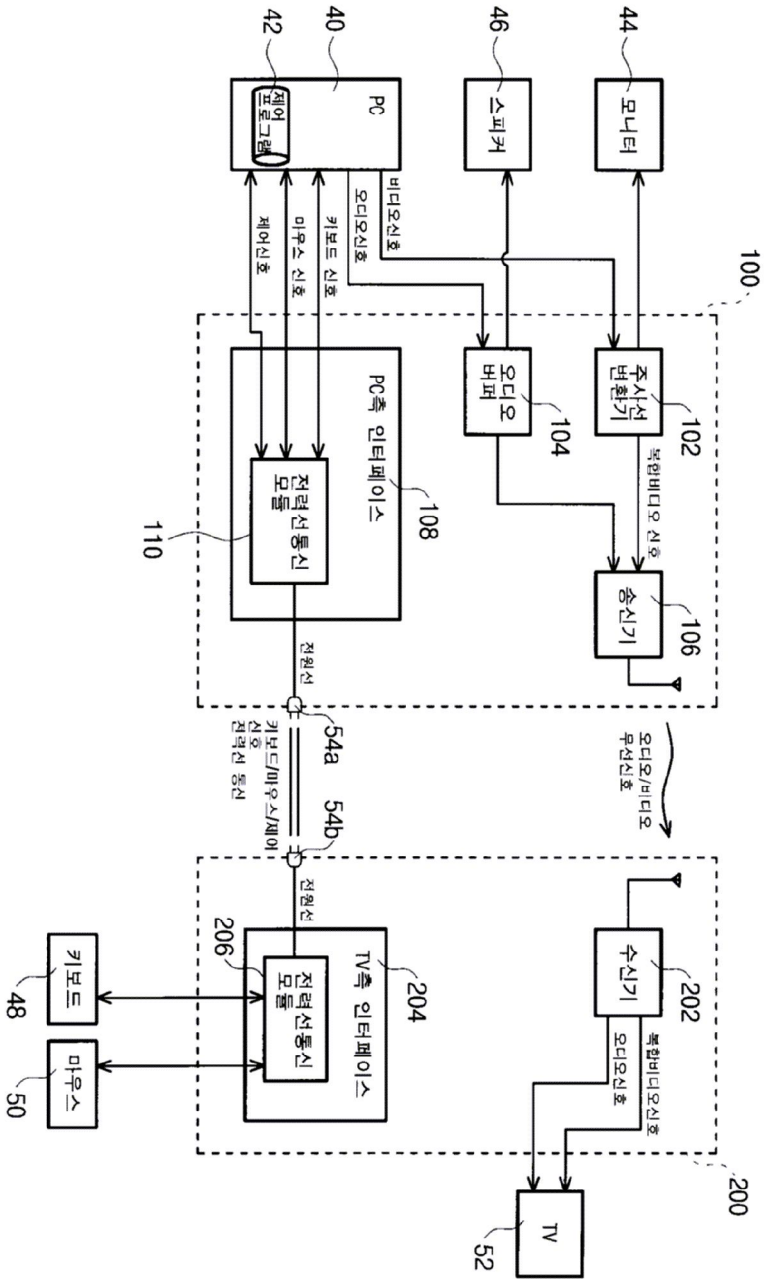 44
모니터
46
스피커
40
PC
42
제어
프로그램
비디오신호
오디오신호
키보드 신호
마우스 신호
제어신호
100
주사선
변환기
102
오디오
버퍼
104
복합비디오 신호
송신기
106
PC측 인터페이스
108
전력선통신
모듈
110
전원선
54a
오디오/비디오
무선신호
키보드/마우스/제어
신호
전력선 통신
54b
전원선
수신기
202
복합비디오신호
오디오신호
TV측 인터페이스
204
206
전력선통신
모듈
키보드
48
마우스
50
200
TV
52